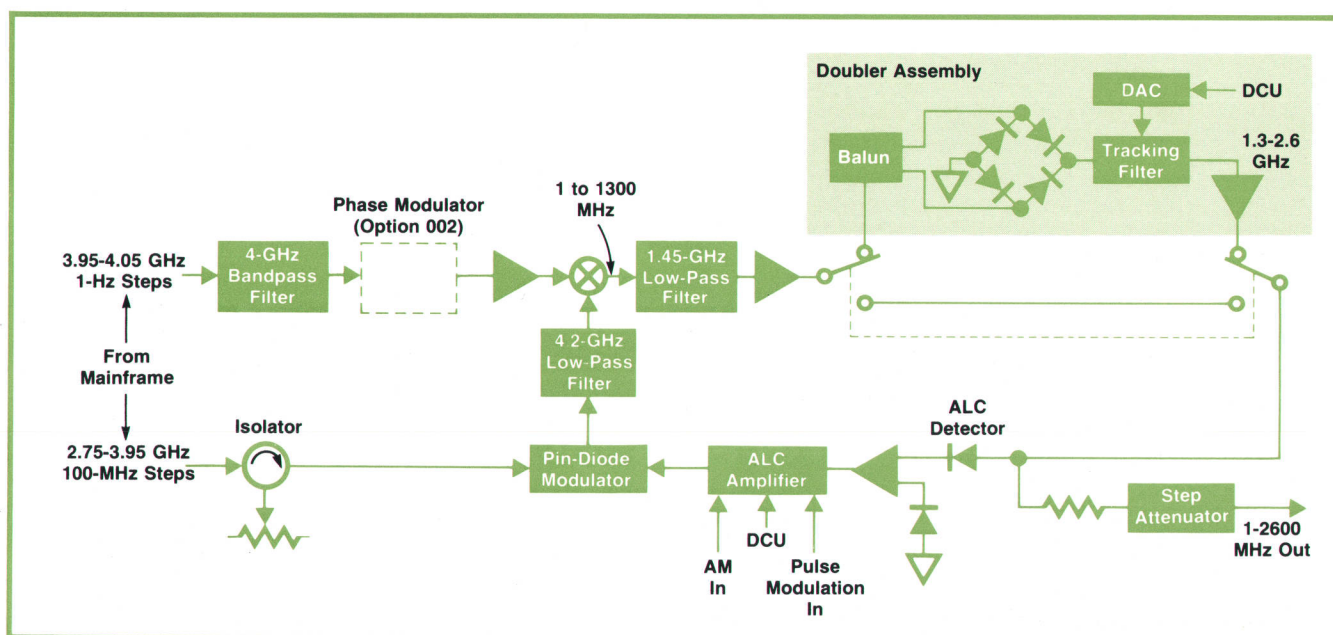 Doubler Assembly
DAC
DCU
Balun
Tracking
Filter
1.3-2.6
GHz
1 to 1300
MHz
Phase Modulator
(Option 002)
3.95-4.05 GHz
1-Hz Steps
4-GHz
Bandpass
Filter
1.45-GHz
Low-Pass
Filter
From
Mainframe
4.2-GHz
Low-Pass
Filter
Isolator
ALC
Detector
2.75-3.95 GHz
100-MHz Steps
Pin-Diode
Modulator
ALC
Amplifier
Step
Attenuator
1-2600
MHz Out
AM
In
DCU
Pulse
Modulation
In